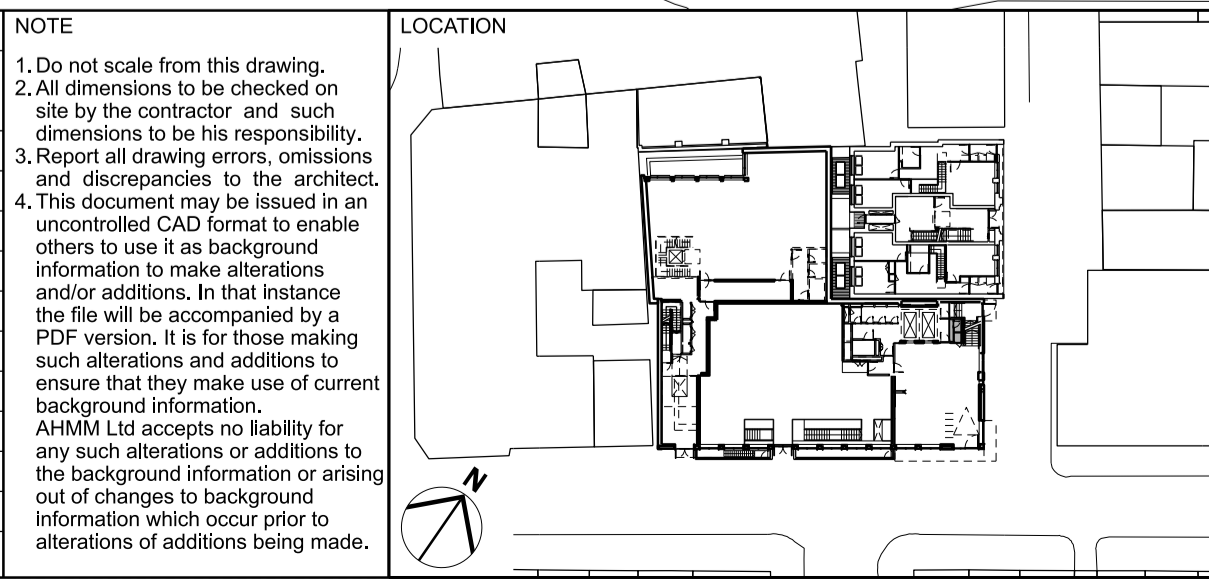 NOTE
1. Do not scale from this drawing.
2. All dimensions to be checked on
site by the contractor and such
dimensions to be his responsibility.
3. Report all drawing errors, omissions
and discrepancies to the architect.
4. This document may be issued in an
uncontrolled CAD format to enable
others to use it as background
information to make alterations
and/or additions. In that instance
the file will be accompanied by a
PDF version. It is for those making
such alterations and additions to
ensure that they make use of current
background information.
AHMM Ltd accepts no liability for
any such alterations or additions to
the background information or arising
out of changes to background
information which occur prior to
alterations of additions being made.
LOCATION
N